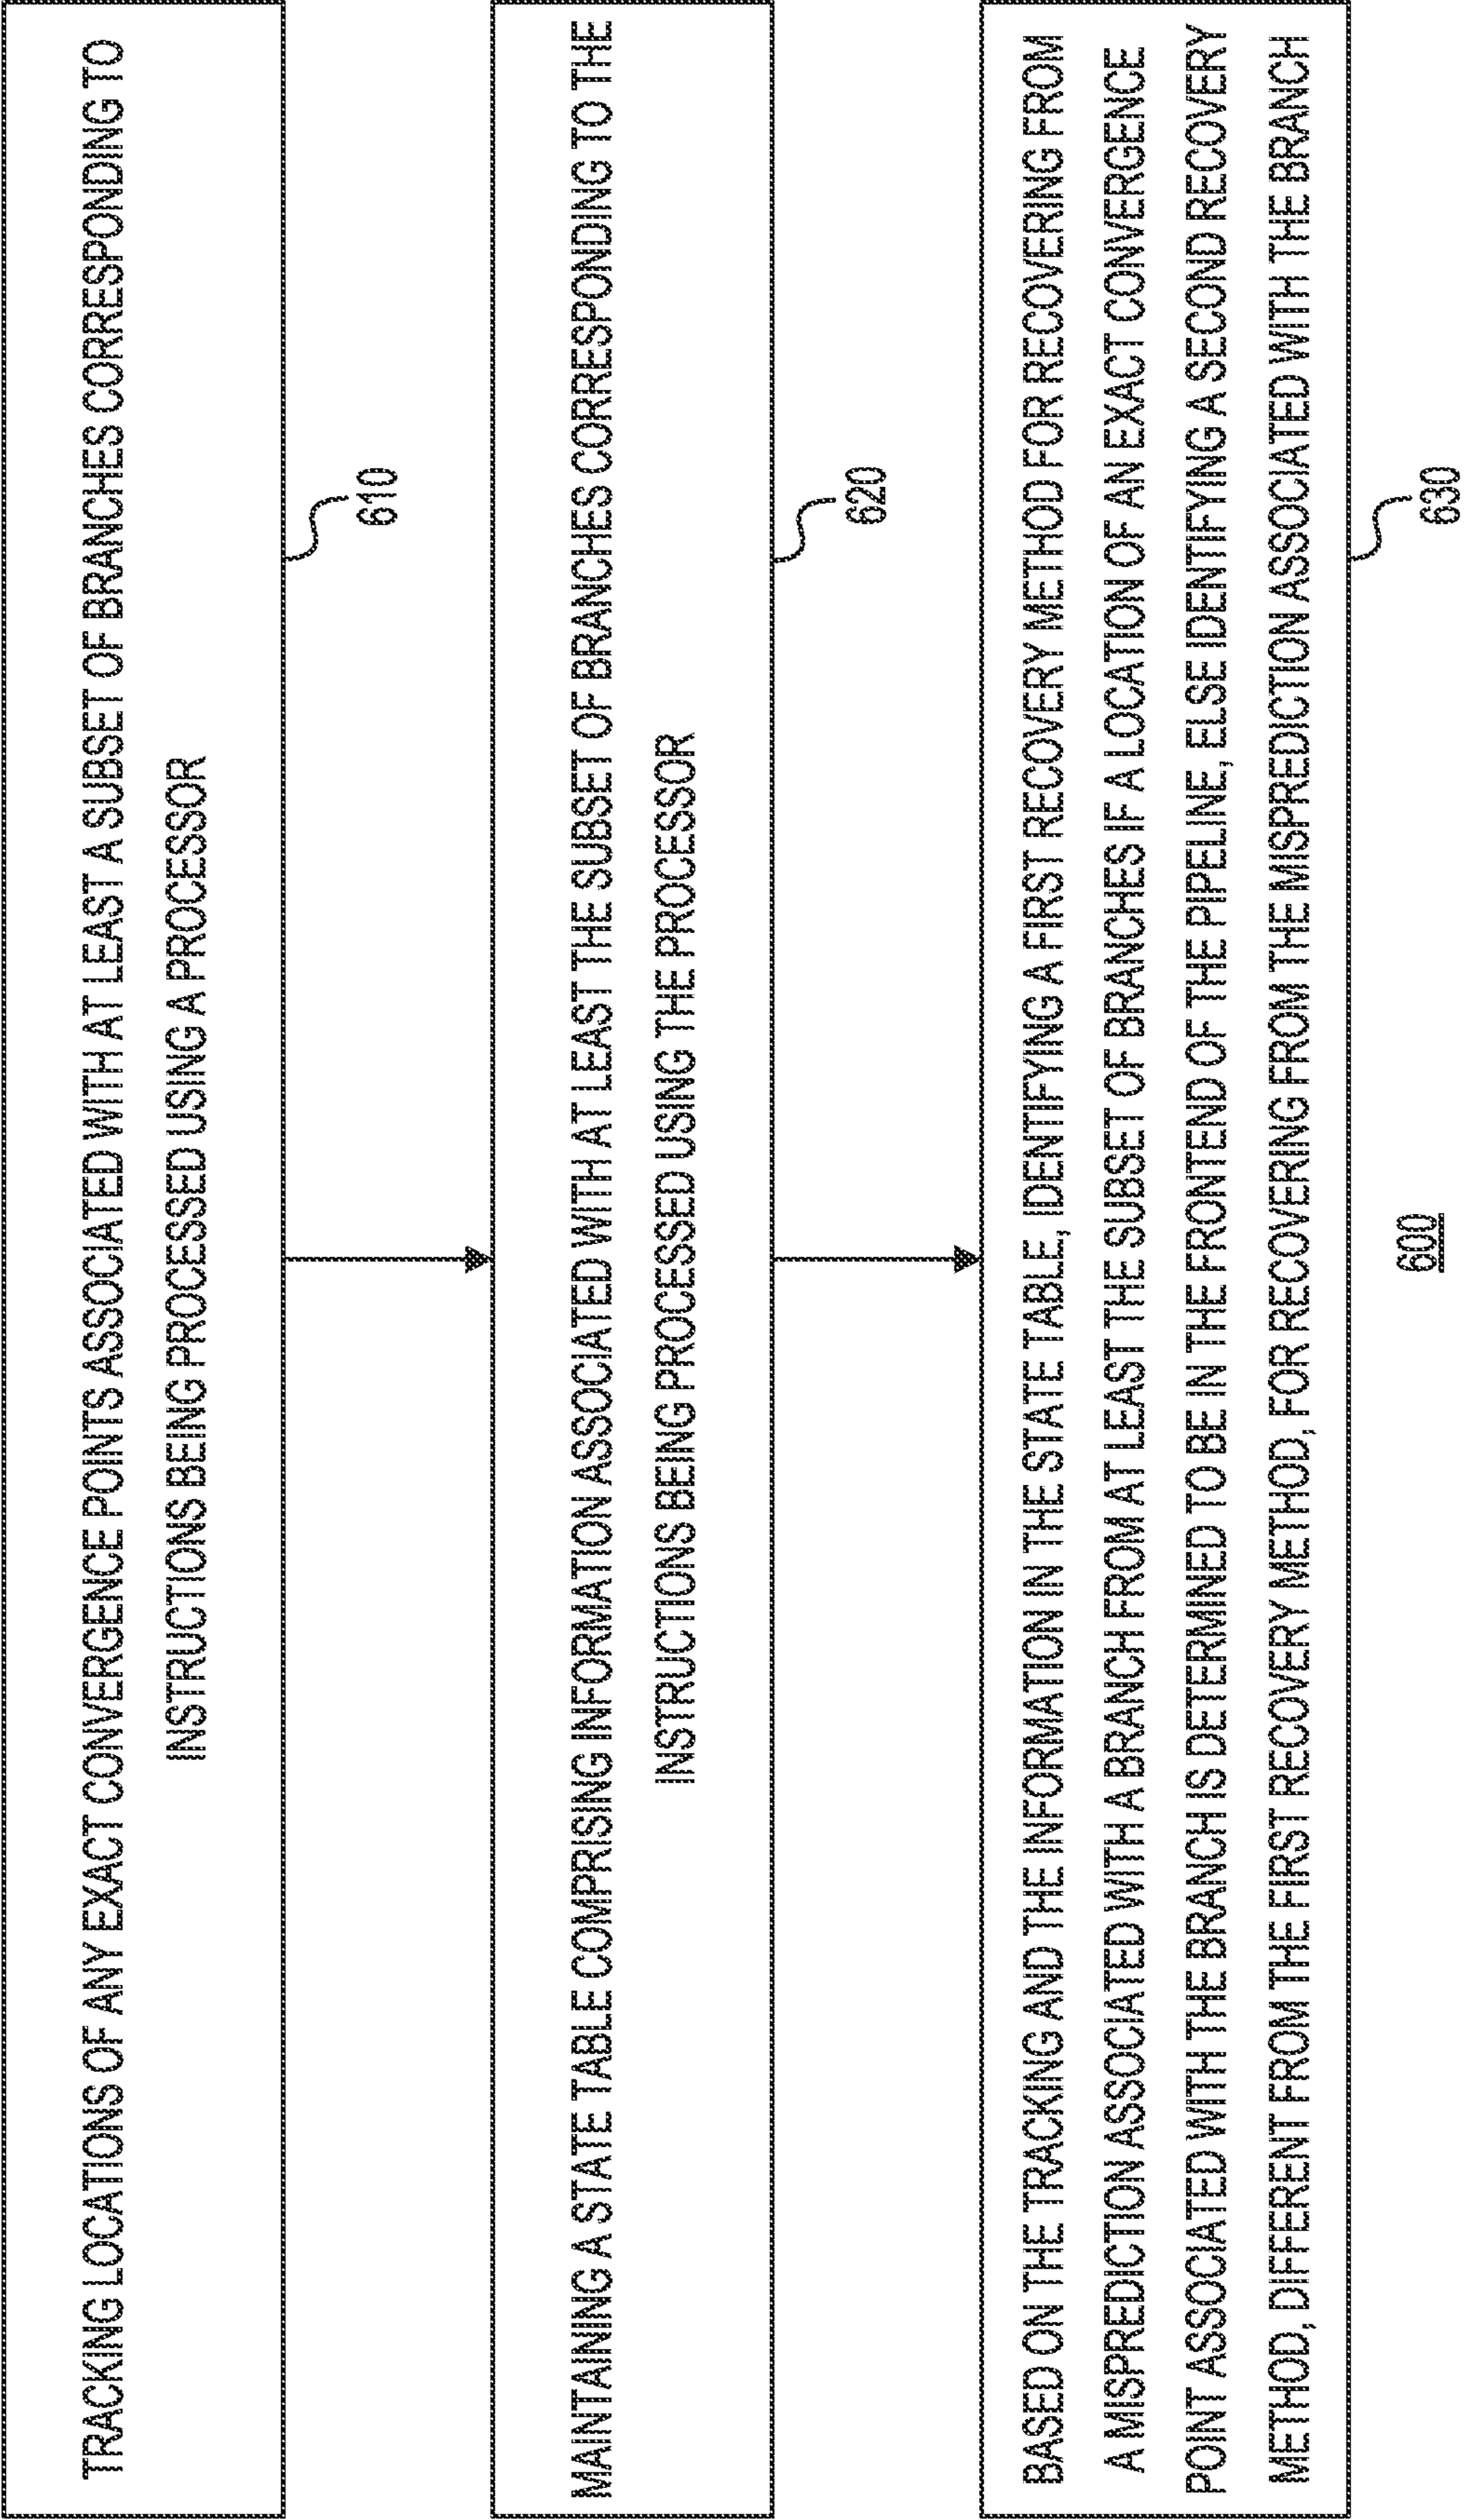 TRACKING LOCATIONS OF ANY EXACT CONVERGENCE POINTS ASSOCIATED WITH AT LEAST A SUBSET OF BRANCHES CORRESPONDING TO
INSTRUCTIONS BEING PROCESSED USING A PROCESSOR
610
MAINTAINING A STATE TABLE COMPRISING INFORMATION ASSOCIATED WITH AT LEAST THE SUBSET OF BRANCHES CORRESPONDING TO THE
INSTRUCTIONS BEING PROCESSED USING THE PROCESSOR
620
BASED ON THE TRACKING AND THE INFORMATION IN THE STATE TABLE, IDENTIFYING A FIRST RECOVERY METHOD FOR RECOVERING FROM
A MISPREDICTION ASSOCIATED WITH A BRANCH FROM AT LEAST THE SUBSET OF BRANCHES IF A LOCATION OF AN EXACT CONVERGENCE
POINT ASSOCIATED WITH THE BRANCH IS DETERMINED TO BE IN THE FRONTEND OF THE PIPELINE, ELSE IDENTIFYING A SECOND RECOVERY
METHOD, DIFFERENT FROM THE FIRST RECOVERY METHOD, FOR RECOVERING FROM THE MISPREDICTION ASSOCIATED WITH THE BRANCH
630
600